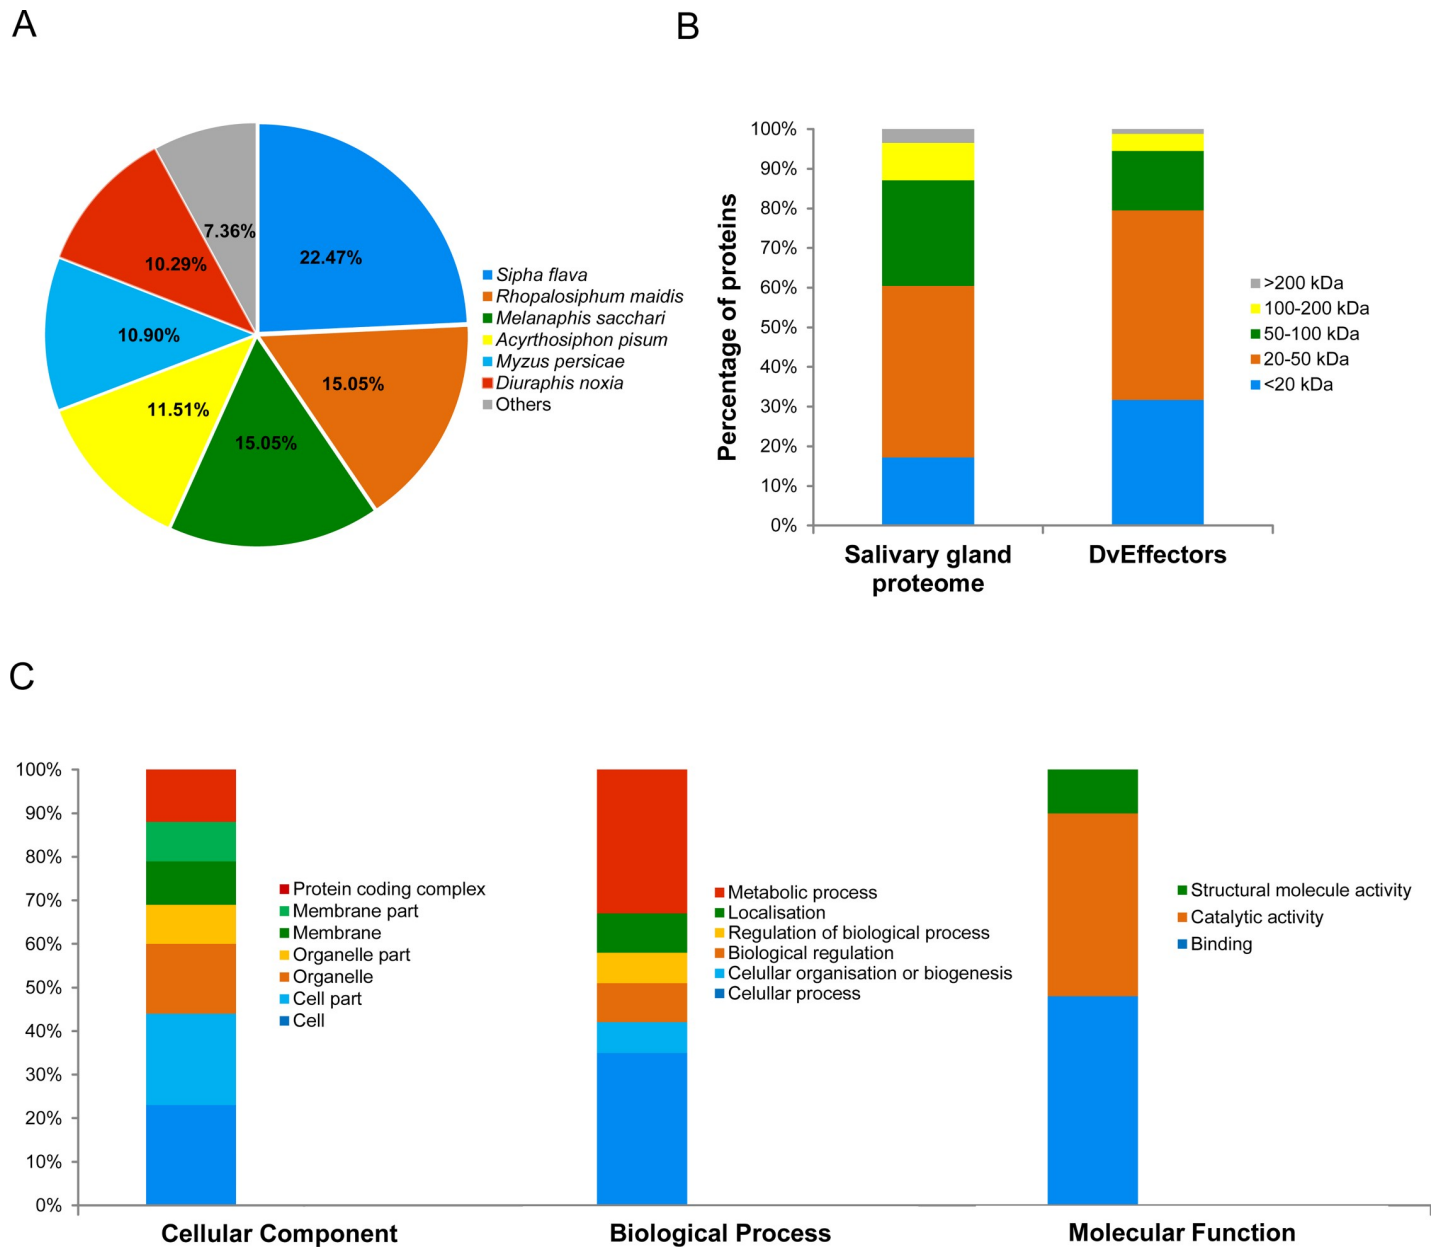 A
22.47%
15.05%
15.05%
11.51%
10.90%
10.29%
7.36%
Sipha flava
Rhopalosiphum maidis
Melanaphis sacchari
Acyrthosiphon pisum
Myzus persicae
Diuraphis noxia
Others
B
Percentage of proteins
100%
90%
80%
70%
60%
50%
40%
30%
20%
10%
0%
Salivary gland
proteome
DvEffectors
>200 kDa
100-200 kDa
50-100 kDa
20-50 kDa
<20 kDa
C
100%
90%
80%
70%
60%
50%
40%
30%
20%
10%
0%
Protein coding complex
Membrane part
Membrane
Organelle part
Organelle
Cell part
Cell
Cellular Component
Metabolic process
Localisation
Regulation of biological process
Biological regulation
Celullar organisation or biogenesis
Celullar process
Biological Process
Structural molecule activity
Catalytic activity
Binding
Molecular Function